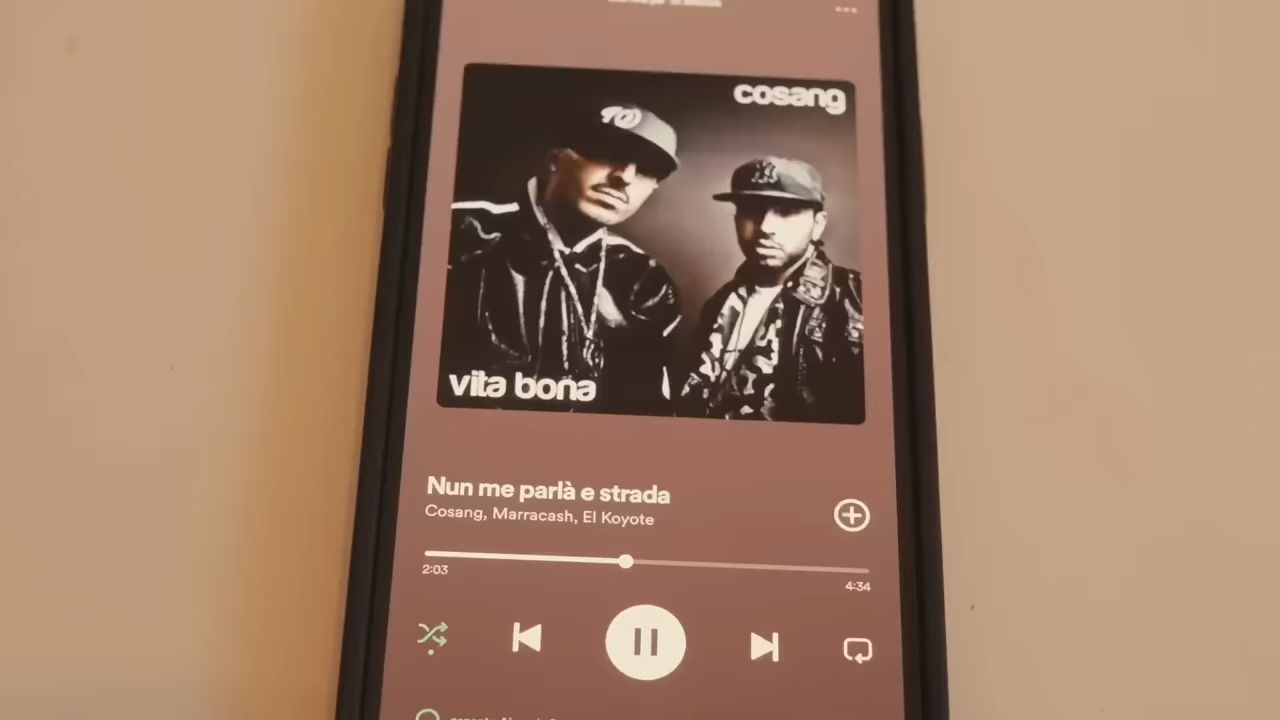 cosang
vita bona
Nun me parlà e strada
Cosang, Marracash, El Koyote
2:03
4:34